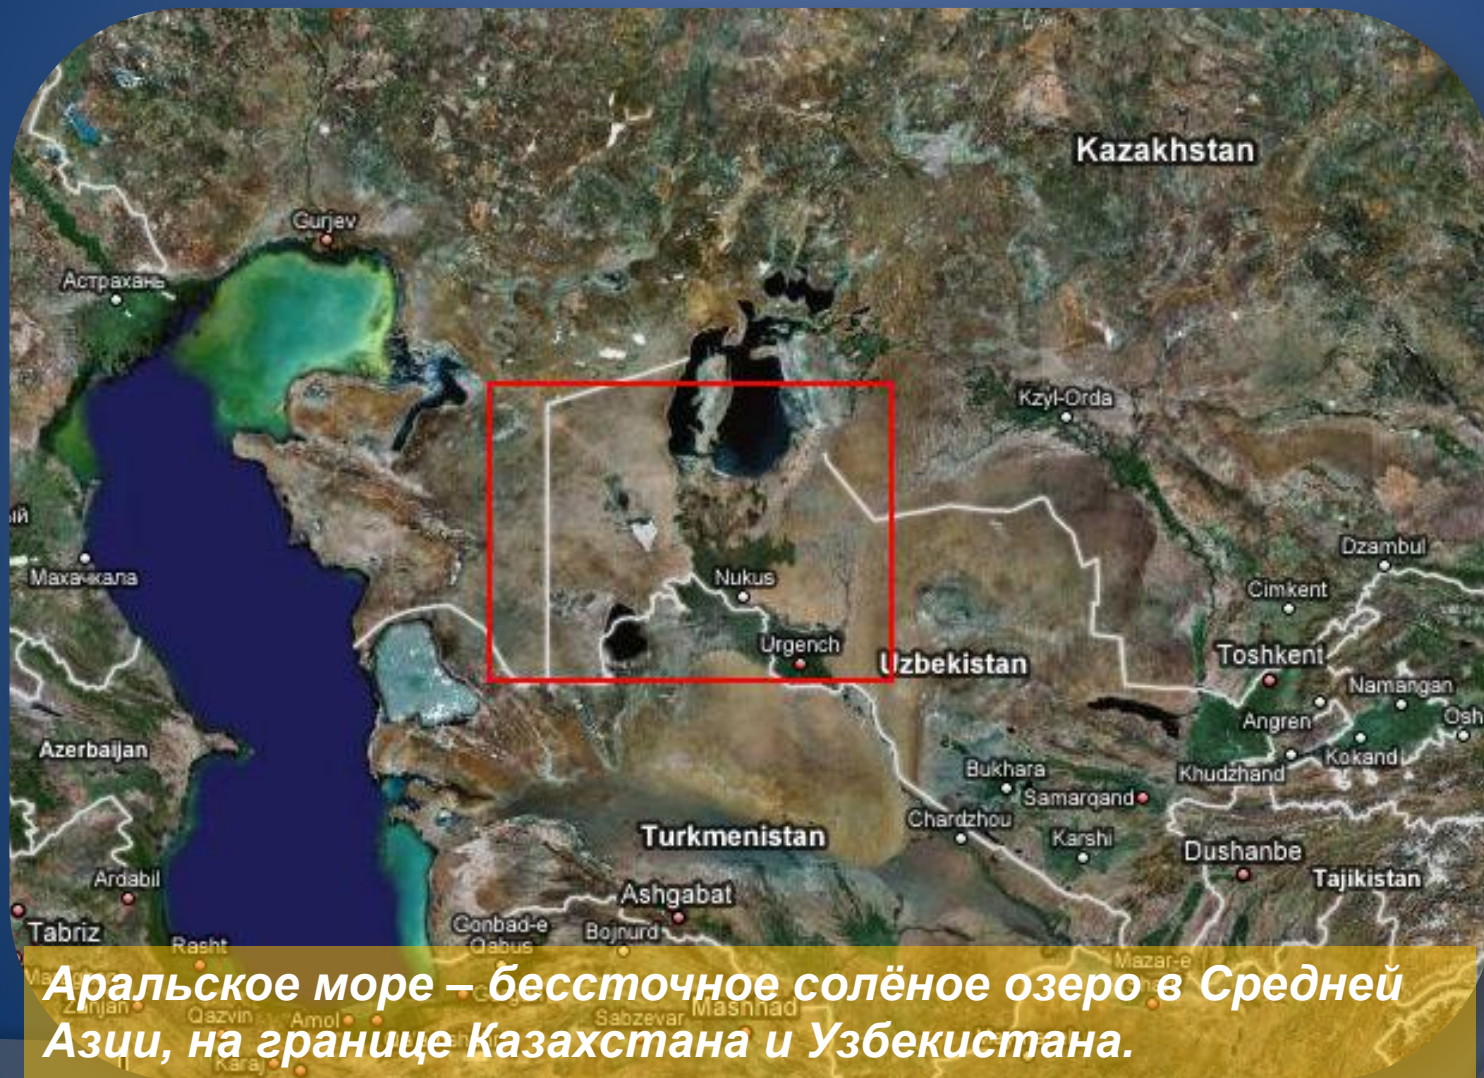 Kazakhstan
Gurjev
Астрахань
Kzyl-Orda
ый
Dzambul
Махачкала
Nukus
Cimkent
Urgench
Uzbekistan
Toshkent
Namangan
Angren
Osh
Azerbaijan
Kokand
Khudzhand
Bukhara
Samarqand
Chardzhou
Turkmenistan
Karshi
Dushanbe
Ardabil
Tajikistan
Ashgabat
Tabriz
Gonbad-e
Qabus
Bojnurd
Rasht
Mazar-e
Аральское море – бессточное солёное озеро в Средней
Zanjan
Qazvin
Amol
Sabzevar
Mashhad
Азии, на границе Казахстана и Узбекистана.
Karaj